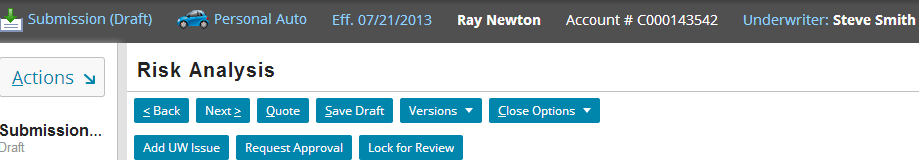 Submission (Draft) Personal Auto Eff. 07/21/2013 Ray Newton Account # C000143542 Underwriter: Steve Smith
Actions
Risk Analysis
< Back Next > Quote Save Draft Versions Close Options
Submission...
Draft
Add UW Issue Request Approval Lock for Review